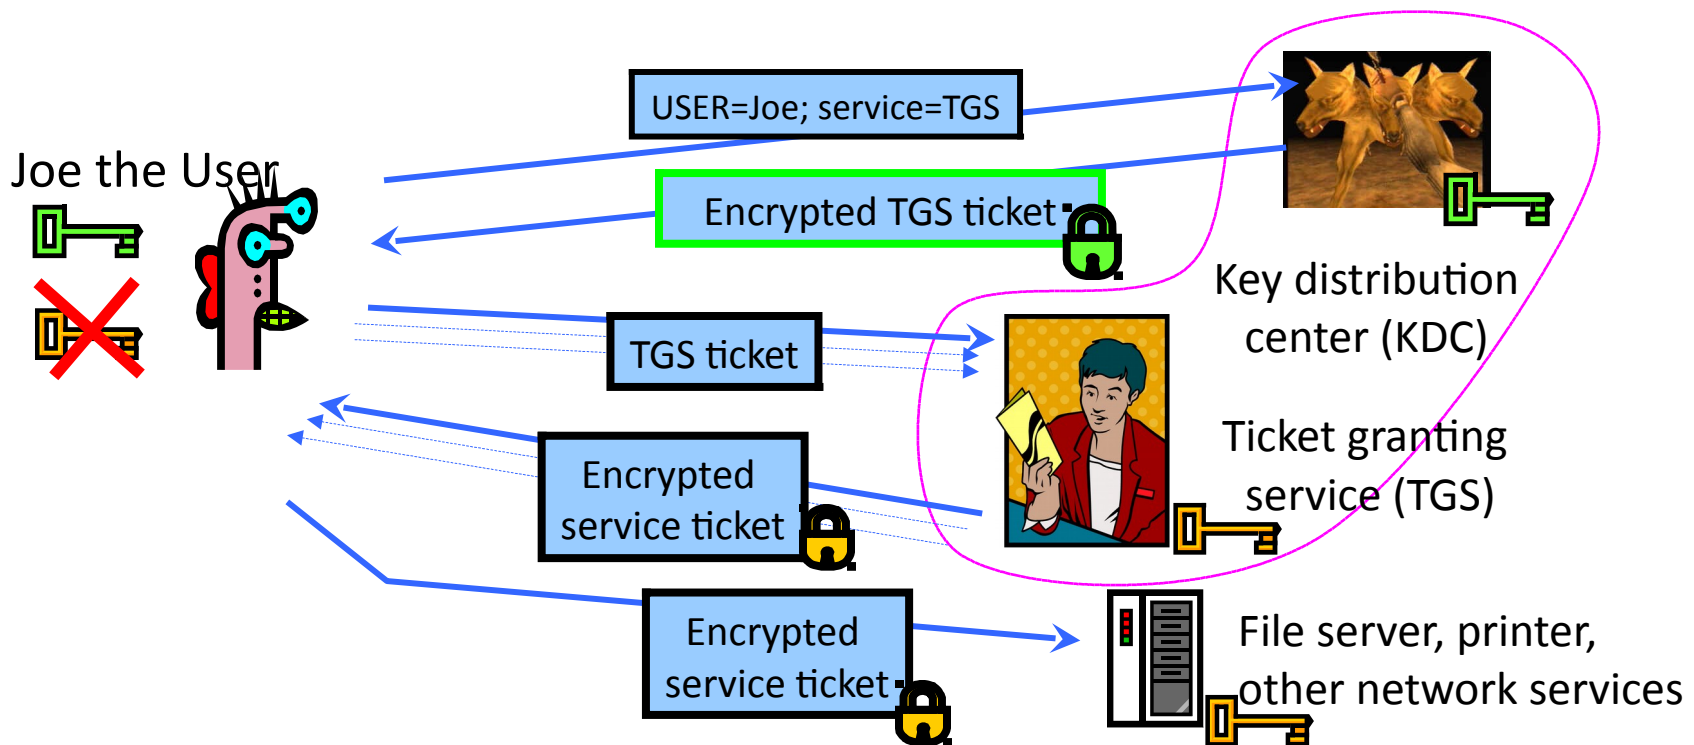 USER=Joe; service=TGS
Joe the User
Encrypted TGS ticket
Key distribution
center (KDC)
TGS ticket
Ticket granting
service (TGS)
Encrypted
service ticket
Encrypted
service ticket
File server, printer,
other network services